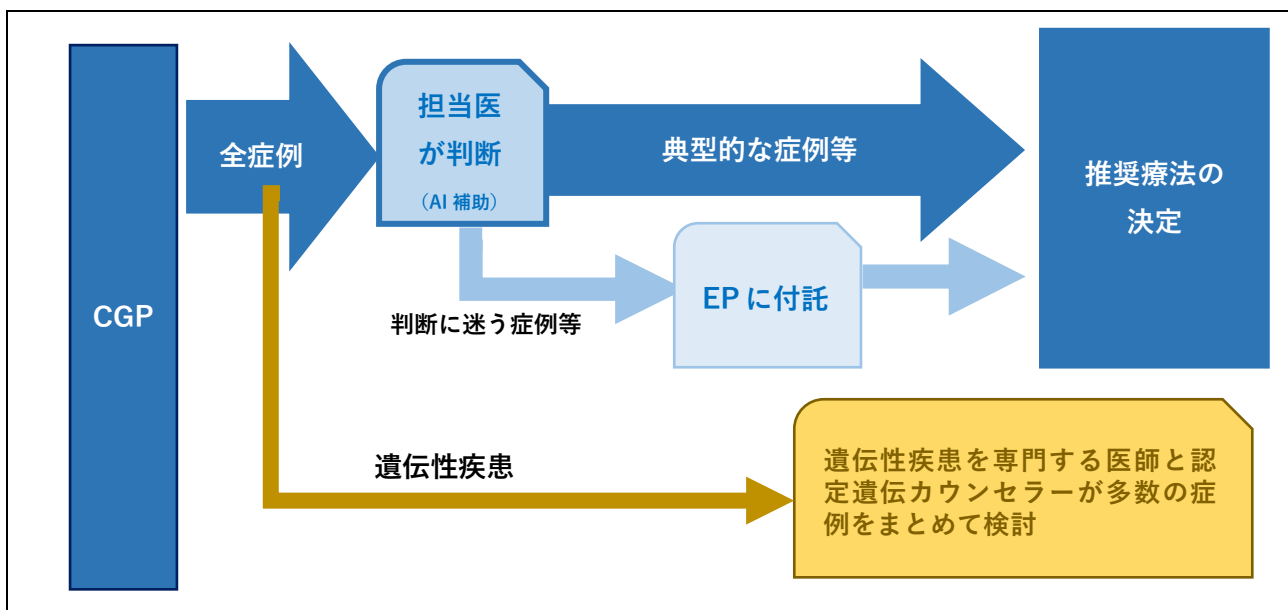 CGP
全症例
担当医
が判断
（AI 補助）
典型的な症例等
判断に迷う症例等
EP に付託
推奨療法の
決定
遺伝性疾患
遺伝性疾患を専門する医師と認
定遺伝カウンセラーが多数の症
例をまとめて検討